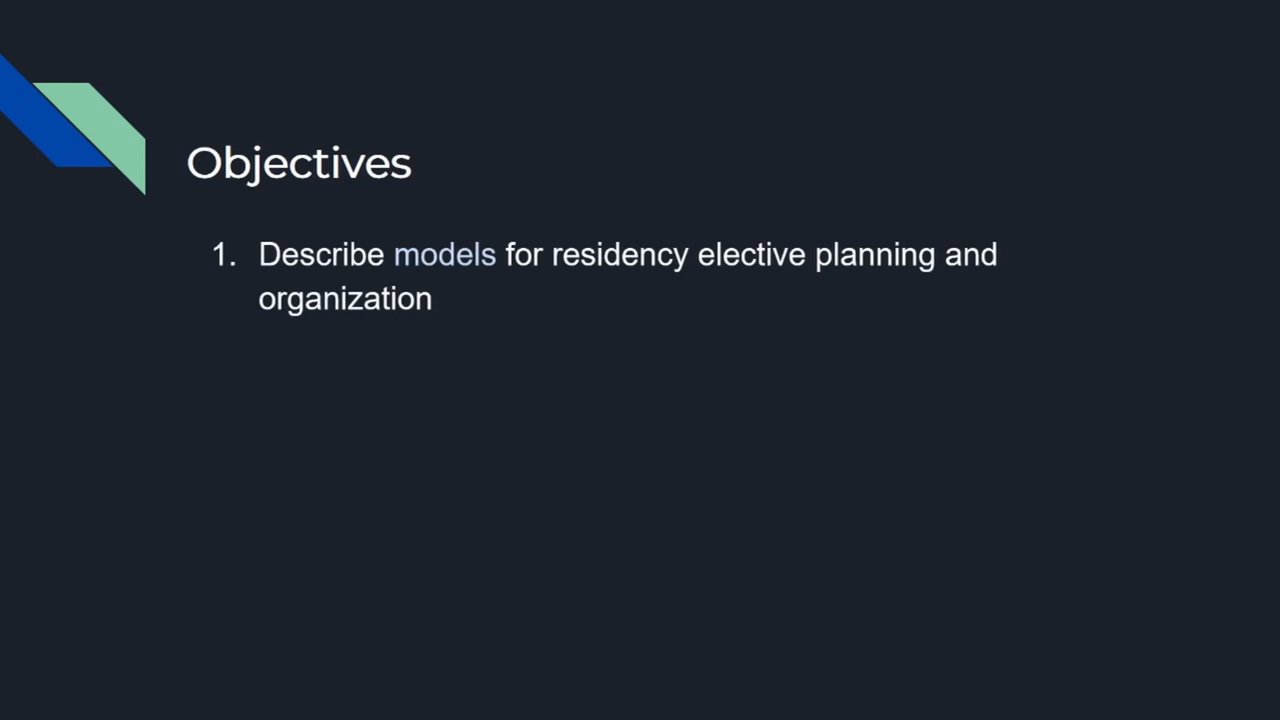 Objectives
1. Describe models for residency elective planning and
organization